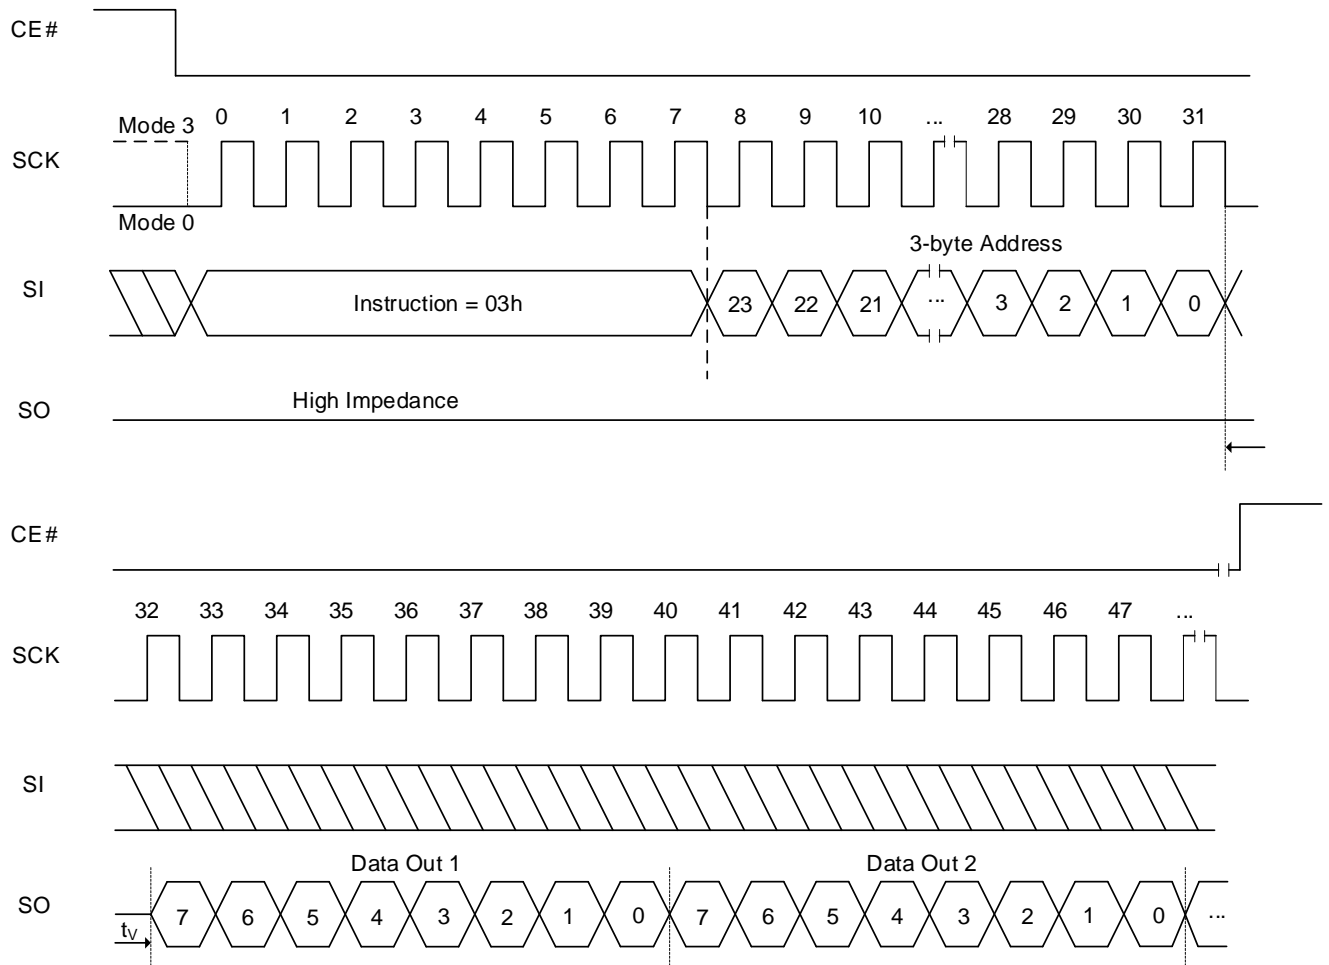 CE#
0 1 2 3 4 5 6 7 8 9 10 ... 28 29 30 31
Mode 3
SCK
Mode 0
3-byte Address
SI
Instruction = 03h 23 22 21 ... 3 2 1 0
High Impedance
SO
CE#
32 33 34 35 36 37 38 39 40 41 42 43 44 45 46 47 ...
SCK
SI
Data Out 1 Data Out 2
SO
7 6 5 4 3 2 1 0 7 6 5 4 3 2 1 0 ...
tV